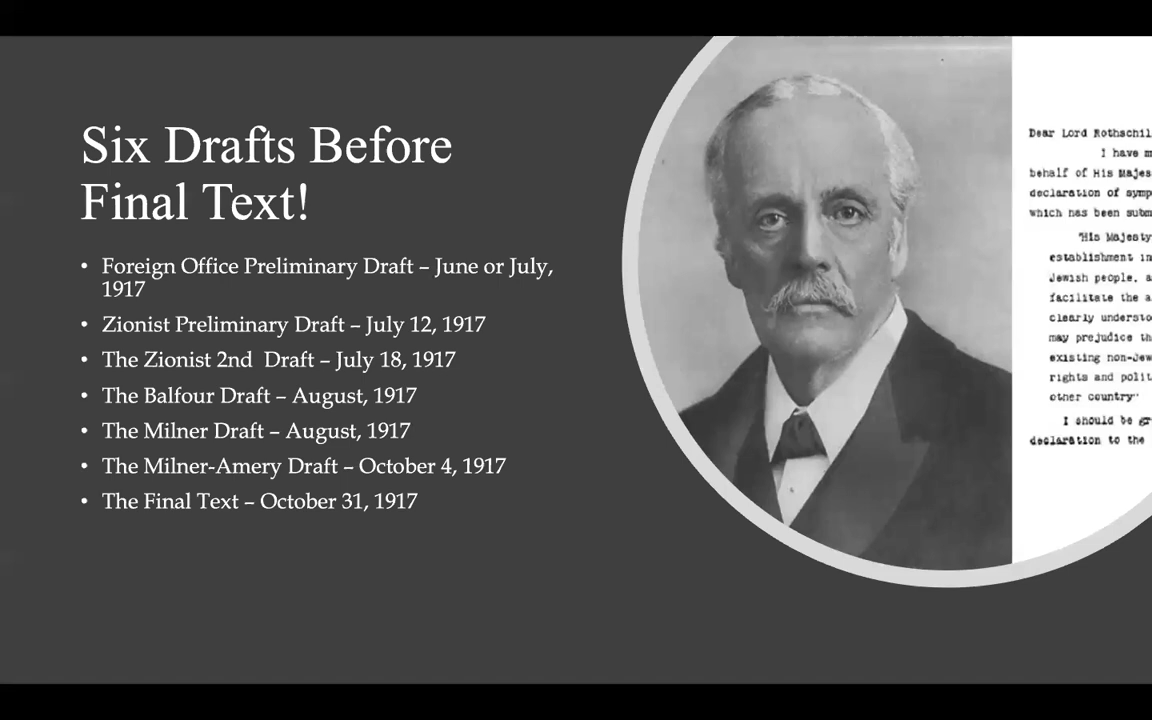 Six Drafts Before
Final Text!
• Foreign Office Preliminary Draft – June or July,
1917
• Zionist Preliminary Draft – July 12, 1917
• The Zionist 2nd  Draft – July 18, 1917
• The Balfour Draft – August, 1917
• The Milner Draft – August, 1917
• The Milner-Amery Draft – October 4, 1917
• The Final Text – October 31, 1917
Dear Lord Rothschil
I have m
behalf of His Majes
declaration of symp
which has been subm
"His Majesty
establishment in
Jewish people, a
facilitate the a
clearly understo
may prejudice th
existing non-Jew
rights and polit
other country"
I should be gr
declaration to the